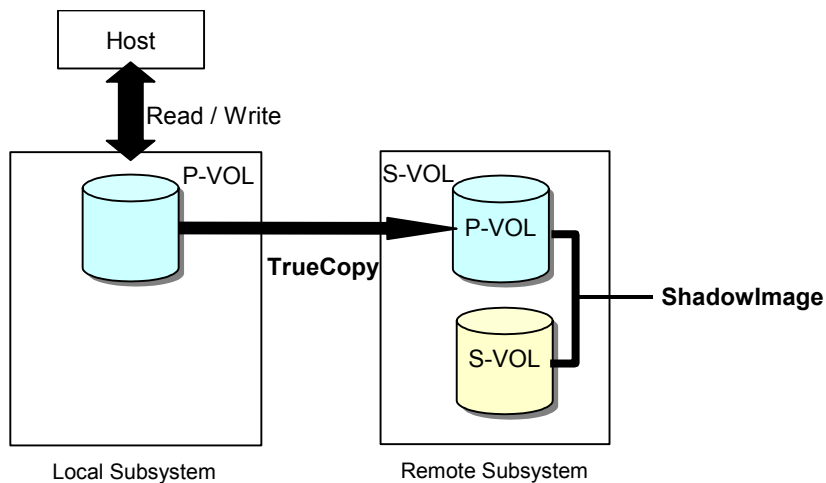 Host
Read / Write
P-VOL
S-VOL
P-VOL
TrueCopy
ShadowImage
S-VOL
Local Subsystem
Remote Subsystem